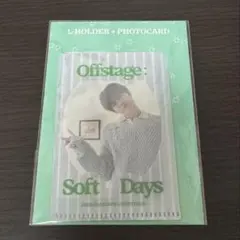 L-HOLDER + PHOTOCARD
Offstage:
Soft Days